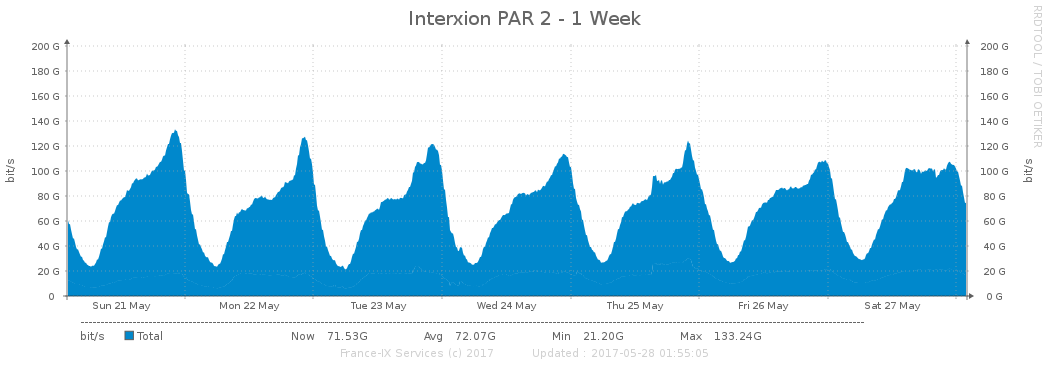 Interxion PAR 2 - 1 Week
RRDTOOL / TOBI OETIKER
bit/s
200 G
180 G
160 G
140 G
120 G
100 G
80 G
60 G
40 G
20 G
0
200 G
180 G
160 G
140 G
120 G
100 G
80 G
60 G
40 G
20 G
0 G
bit/s
Sun 21 May Mon 22 May Tue 23 May Wed 24 May Thu 25 May Fri 26 May Sat 27 May
bit/s Total Now 71.53G Avg 72.07G Min 21.20G Max 133.24G
France-IX Services (c) 2017 Updated : 2017-05-28 01:55:05